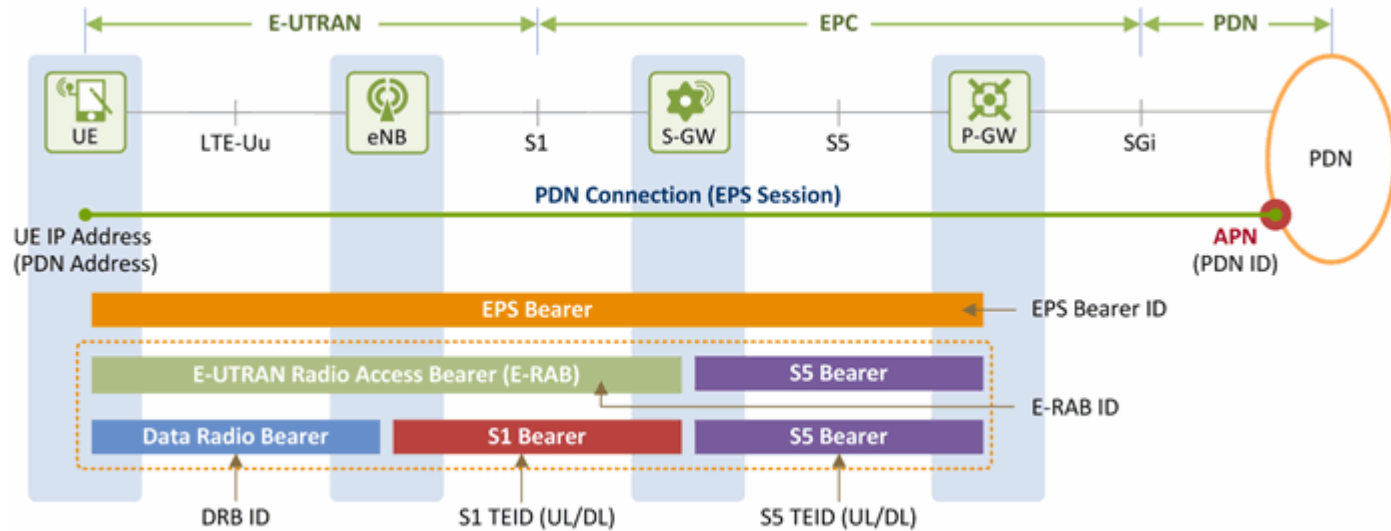 E-UTRAN EPC PDN
UE LTE-Uu eNB S1 S-GW S5 P-GW SGi PDN
PDN Connection (EPS Session)
UE IP Address
(PDN Address)
APN
(PDN ID)
EPS Bearer
EPS Bearer ID
E-UTRAN Radio Access Bearer (E-RAB) S5 Bearer
E-RAB ID
Data Radio Bearer S1 Bearer S5 Bearer
DRB ID S1 TEID (UL/DL) S5 TEID (UL/DL)